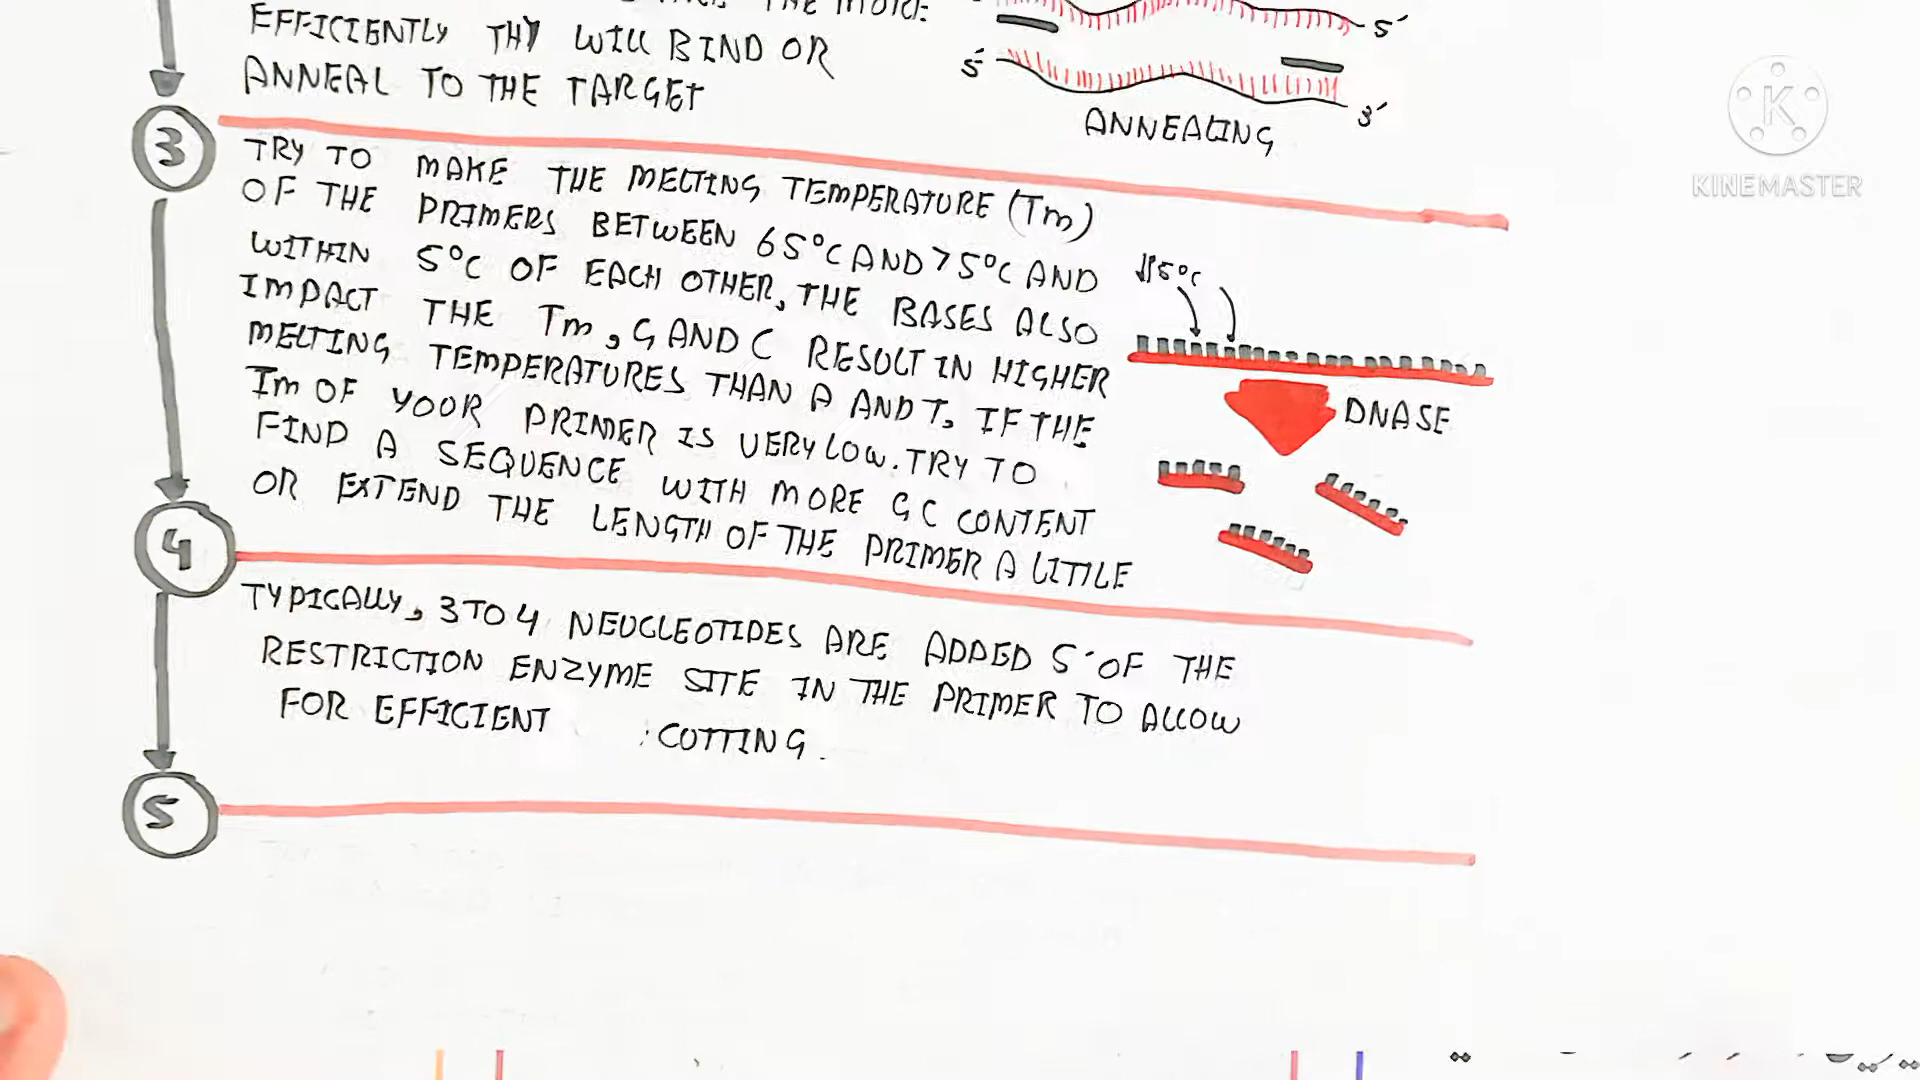 THE MORE
EFFICIENTLY THY WILL BIND OR
ANNEAL TO THE TARGET
5´
5´
3´
ANNEALING
3
TRY TO MAKE THE MELTING TEMPERATURE (Tm)
OF THE PRIMERS BETWEEN 65°C AND 75°C AND
WITHIN 5°C OF EACH OTHER, THE BASES ALSO
IMPACT THE Tm, G AND C RESULT IN HIGHER
MELTING TEMPERATURES THAN A AND T. IF THE
Tm OF YOOR PRIMER IS VERY LOW. TRY TO
FIND A SEQUENCE WITH MORE GC CONTENT
OR EXTEND THE LENGTH OF THE PRIMER A LITTLE
5°C
DNASE
4
TYPICALLY, 3 TO 4 NEUCLEOTIDES ARE ADDED 5´ OF THE
RESTRICTION ENZYME SITE IN THE PRIMER TO ALLOW
FOR EFFICIENT COTTING.
5
K
KINEMASTER